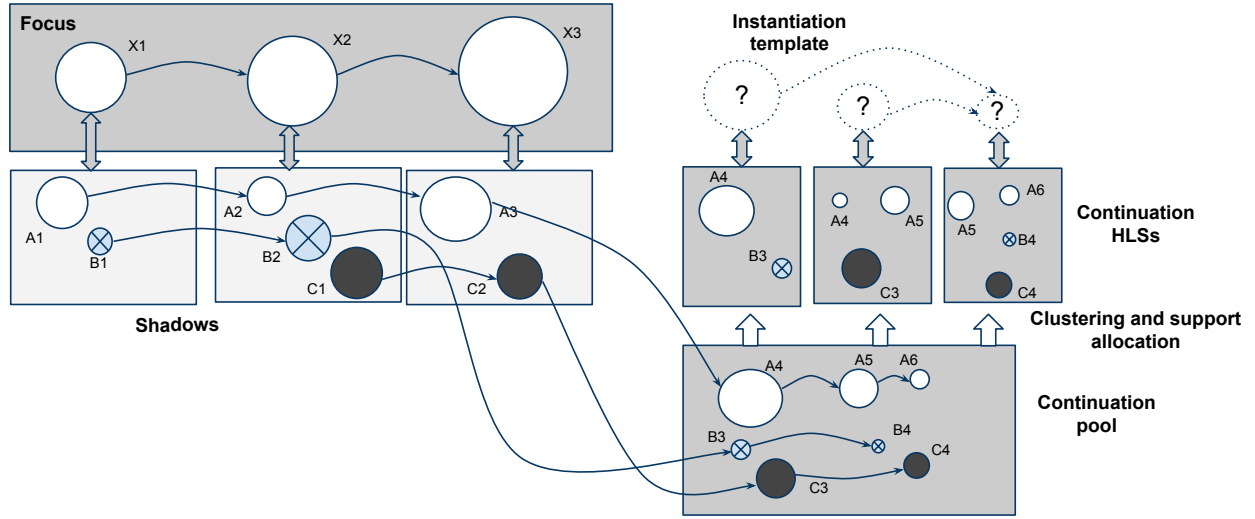 Focus
X1
X2
X3
Instantiation
template
?
?
?
A1
B1
A2
B2
C1
A3
C2
Shadows
A4
B3
A4
A5
C3
A5
A6
B4
C4
Continuation
HLSs
Clustering and support
allocation
A4
A5
A6
B3
B4
C3
C4
Continuation
pool